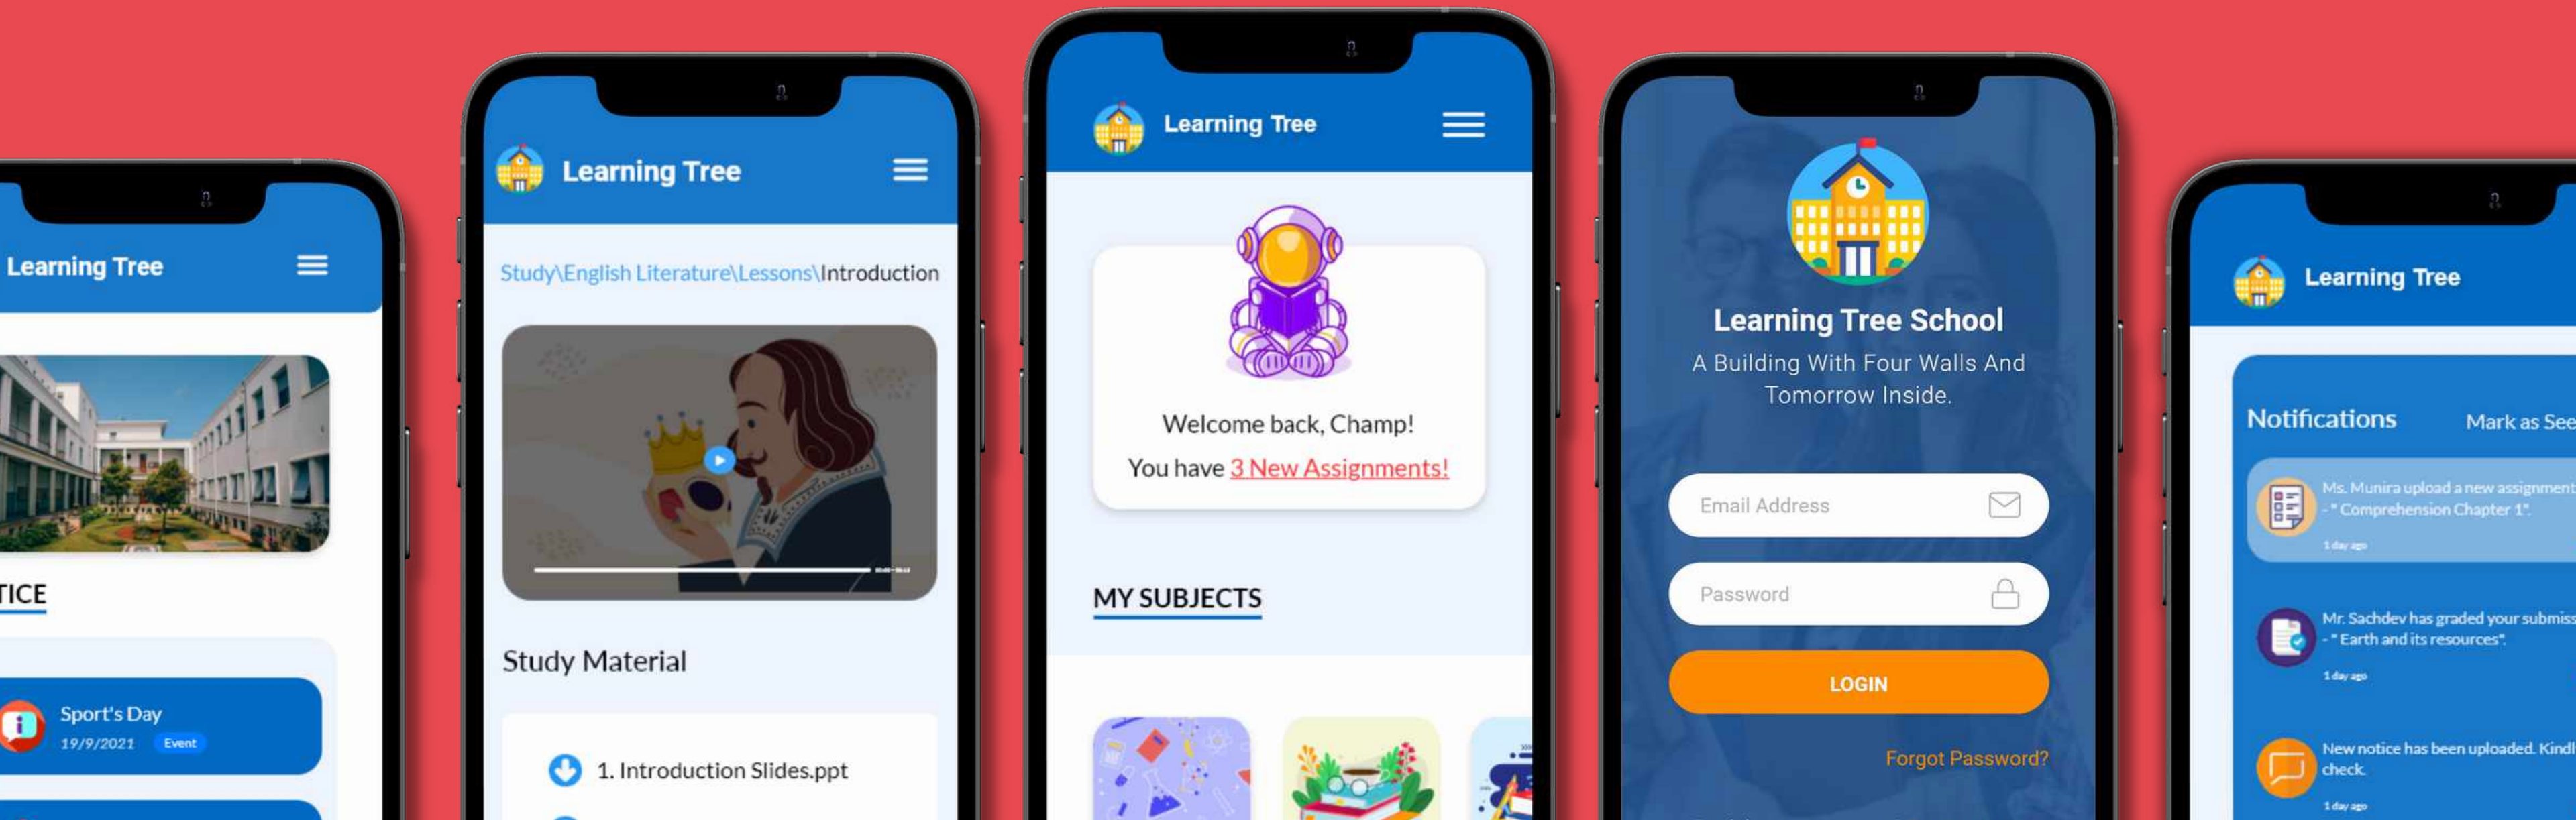 Learning Tree
TICE
Sport's Day
19/9/2021 Event
Learning Tree
Study\English Literature\Lessons\Introduction
Study Material
1. Introduction Slides.ppt
Learning Tree
Welcome back, Champ!
You have 3 New Assignments!
MY SUBJECTS
Learning Tree School
A Building With Four Walls And
Tomorrow Inside.
Email Address
Password
LOGIN
Forgot Password?
Learning Tree
Notifications Mark as See
Ms. Munira upload a new assignment
- " Comprehension Chapter 1".
1 day ago
Mr. Sachdev has graded your submiss
- " Earth and its resources".
1 day ago
New notice has been uploaded. Kindl
check.
1 day ago